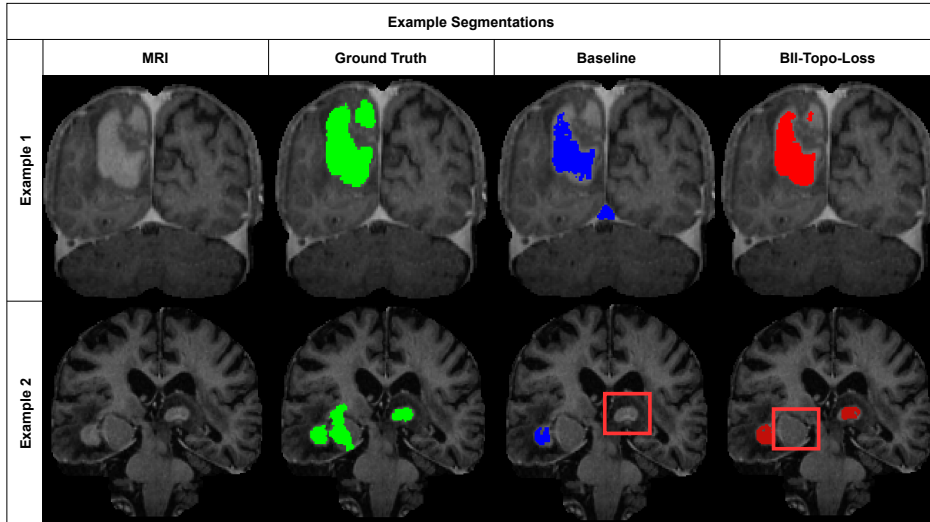 Example Segmentations
MRI
Ground Truth
Baseline
BII-Topo-Loss
Example 1
Example 2